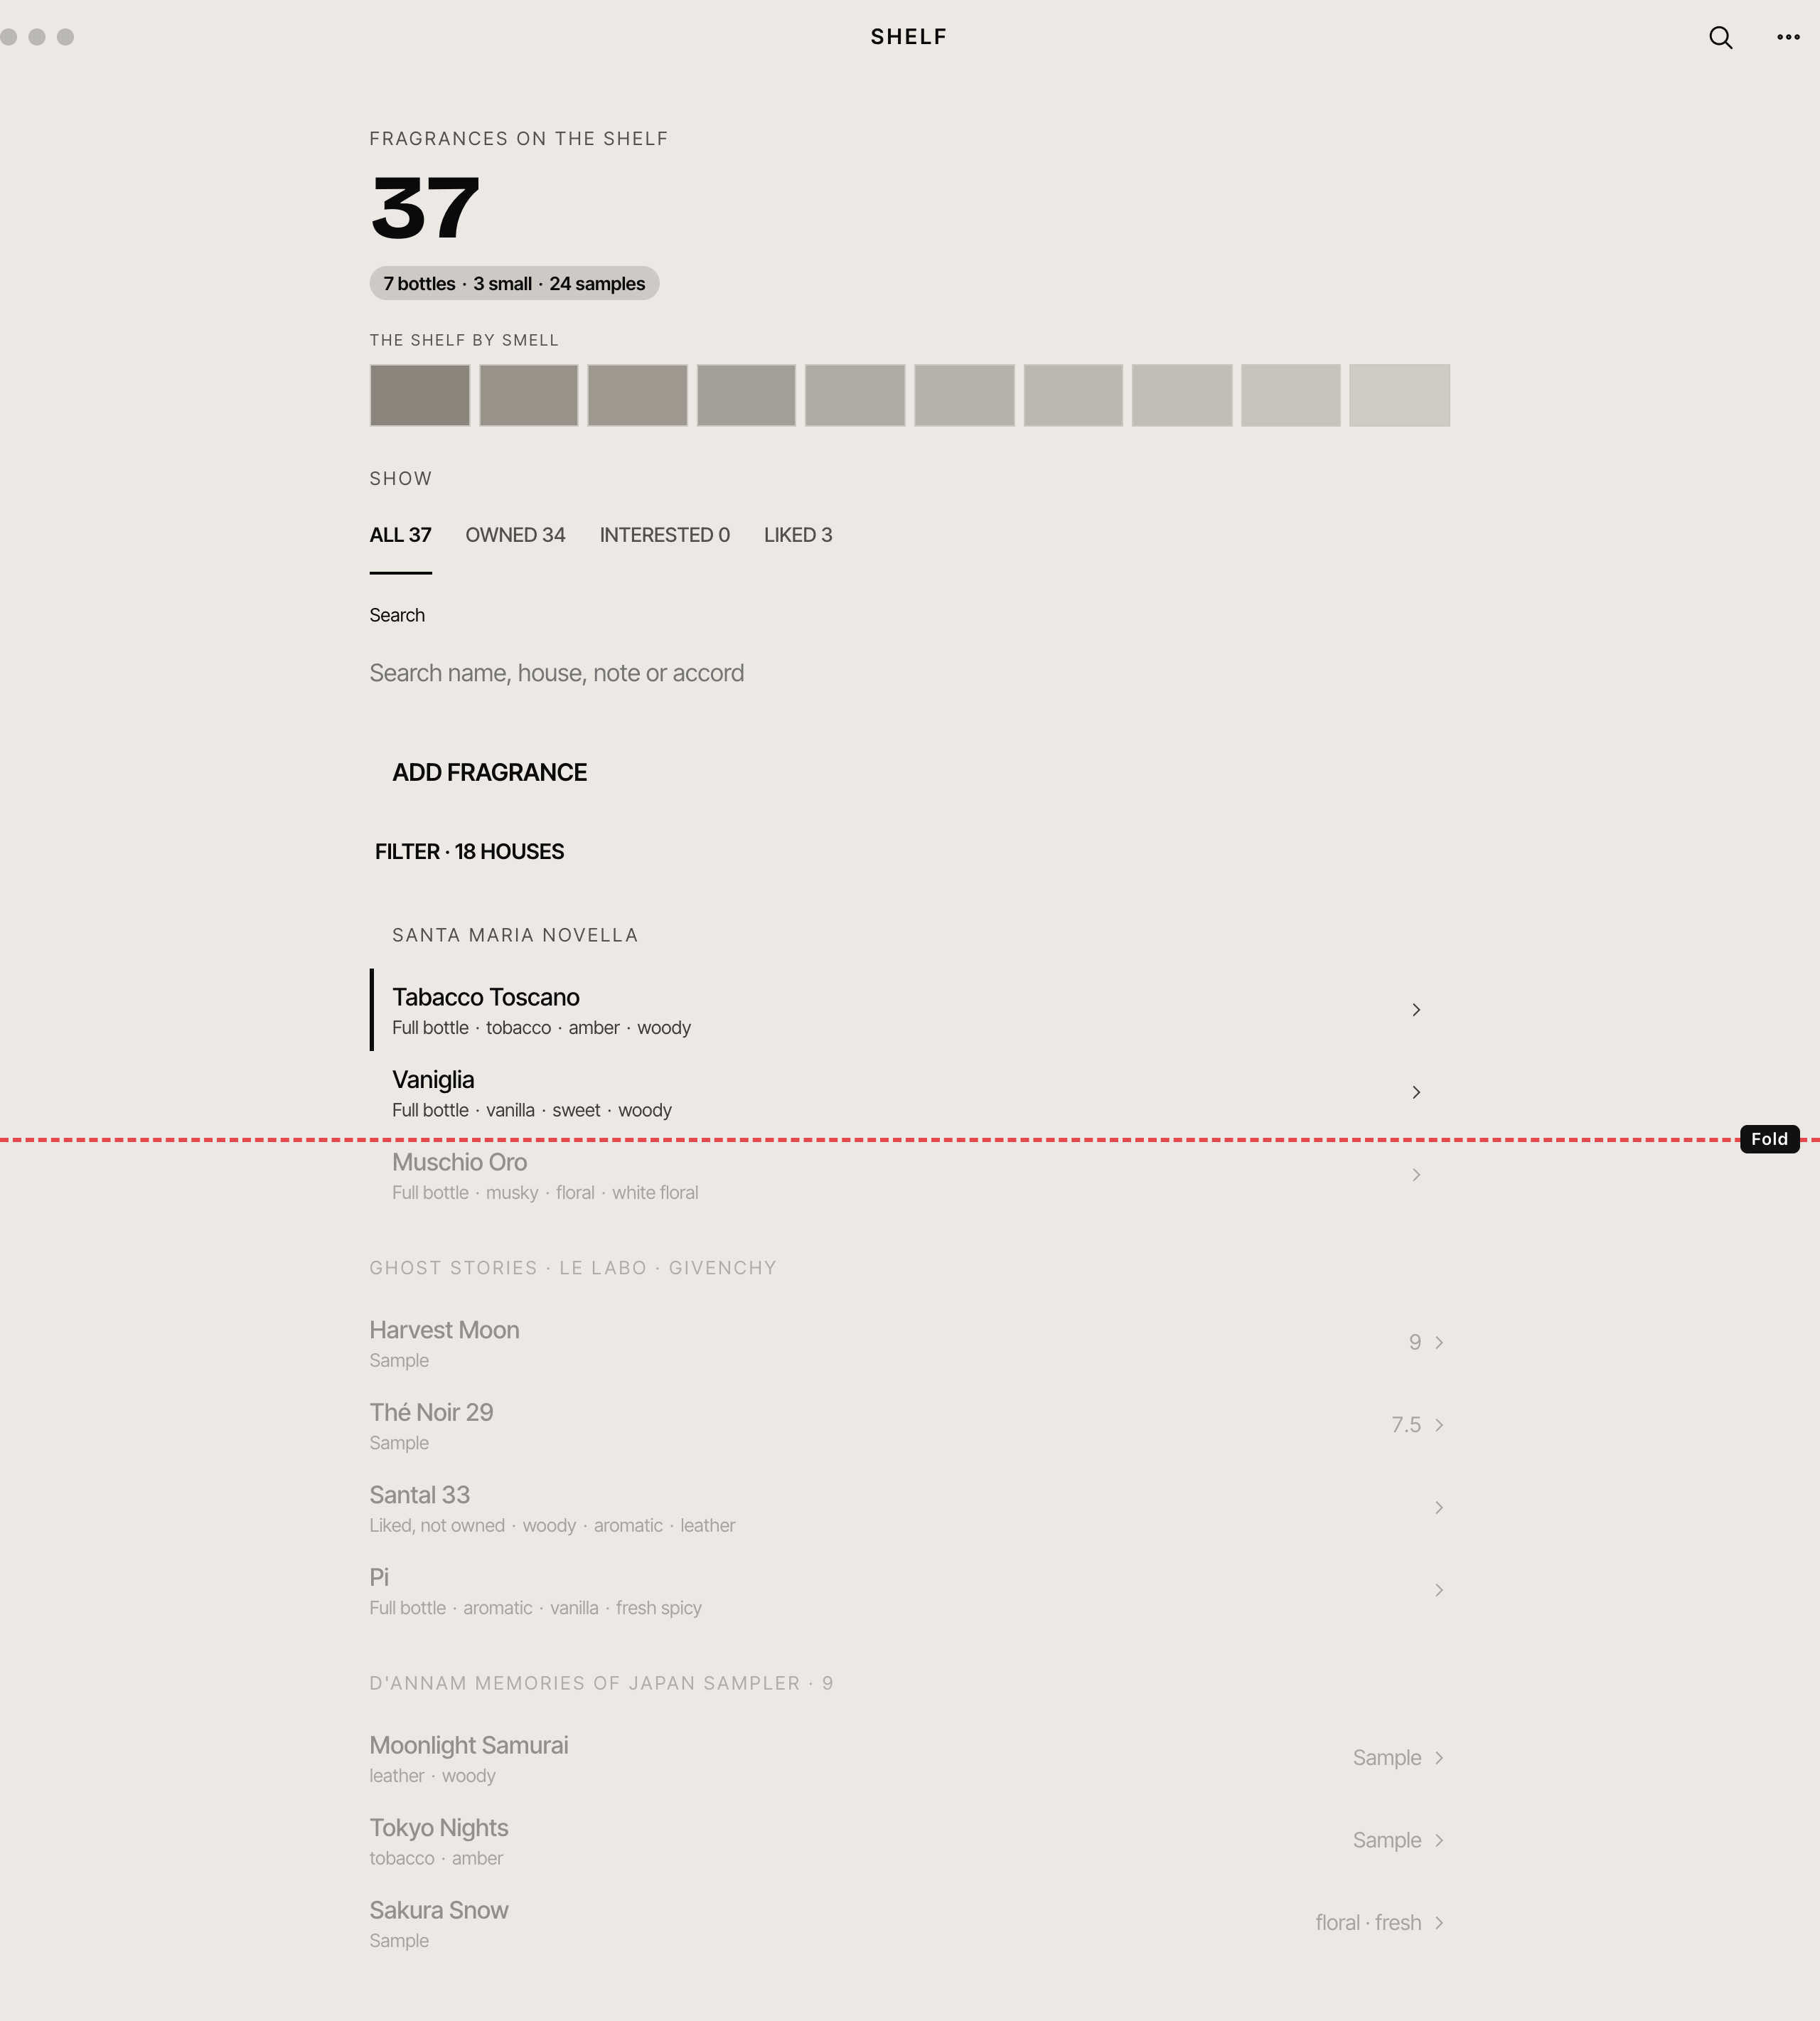 SHELF
FRAGRANCES ON THE SHELF
37
7 bottles · 3 small · 24 samples
THE SHELF BY SMELL
SHOW
ALL 37 OWNED 34 INTERESTED 0 LIKED 3
Search
Search name, house, note or accord
ADD FRAGRANCE
FILTER · 18 HOUSES
SANTA MARIA NOVELLA
Tabacco Toscano
Full bottle · tobacco · amber · woody
Vaniglia
Full bottle · vanilla · sweet · woody
Fold
Muschio Oro
Full bottle · musky · floral · white floral
GHOST STORIES · LE LABO · GIVENCHY
Harvest Moon
Sample
9
Thé Noir 29
Sample
7.5
Santal 33
Liked, not owned · woody · aromatic · leather
Pi
Full bottle · aromatic · vanilla · fresh spicy
D'ANNAM MEMORIES OF JAPAN SAMPLER · 9
Moonlight Samurai
leather · woody
Sample
Tokyo Nights
tobacco · amber
Sample
Sakura Snow
Sample
floral · fresh